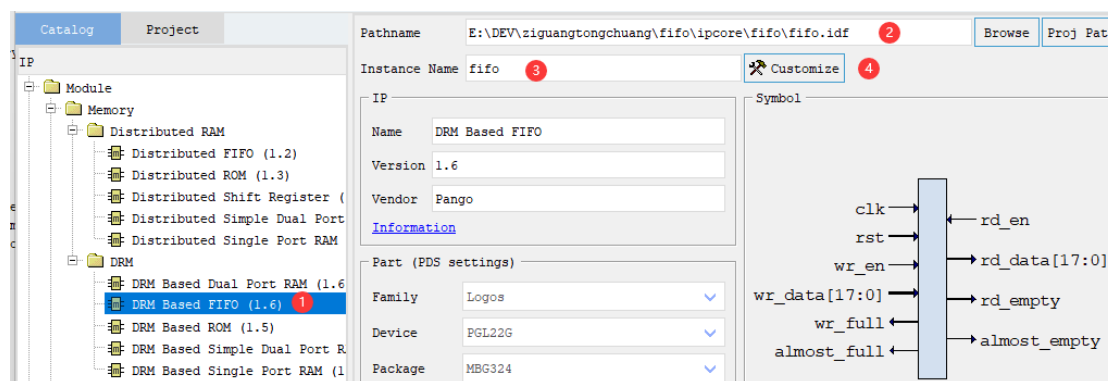 Catalog
Project
IP
Module
Memory
Distributed RAM
Distributed FIFO (1.2)
Distributed ROM (1.3)
Distributed Shift Register (
Distributed Simple Dual Port
Distributed Single Port RAM
DRM
DRM Based Dual Port RAM (1.6
DRM Based FIFO (1.6) 1
DRM Based ROM (1.5)
DRM Based Simple Dual Port R
DRM Based Single Port RAM (1
Pathname E:\DEV\ziguangtongchuang\fifo\ipcore\fifo\fifo.idf 2 Browse Proj Pat
Instance Name fifo 3 Customize 4
IP
Name DRM Based FIFO
Version 1.6
Vendor Pango
Information
Part (PDS settings)
Family Logos
Device PGL22G
Package MBG324
Symbol
clk
rst
wr_en
wr_data[17:0]
wr_full
almost_full
rd_en
rd_data[17:0]
rd_empty
almost_empty